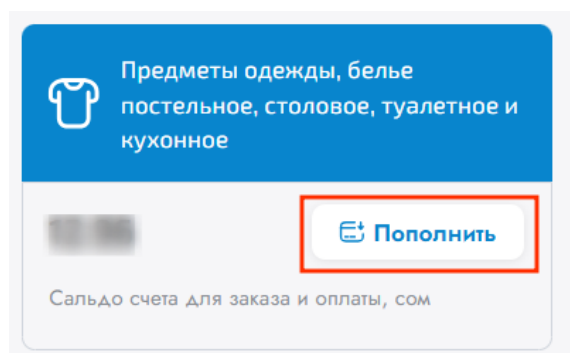 Предметы одежды, белье
постельное, столовое, туалетное и
кухонное
Пополнить
Сальдо счета для заказа и оплаты, сом